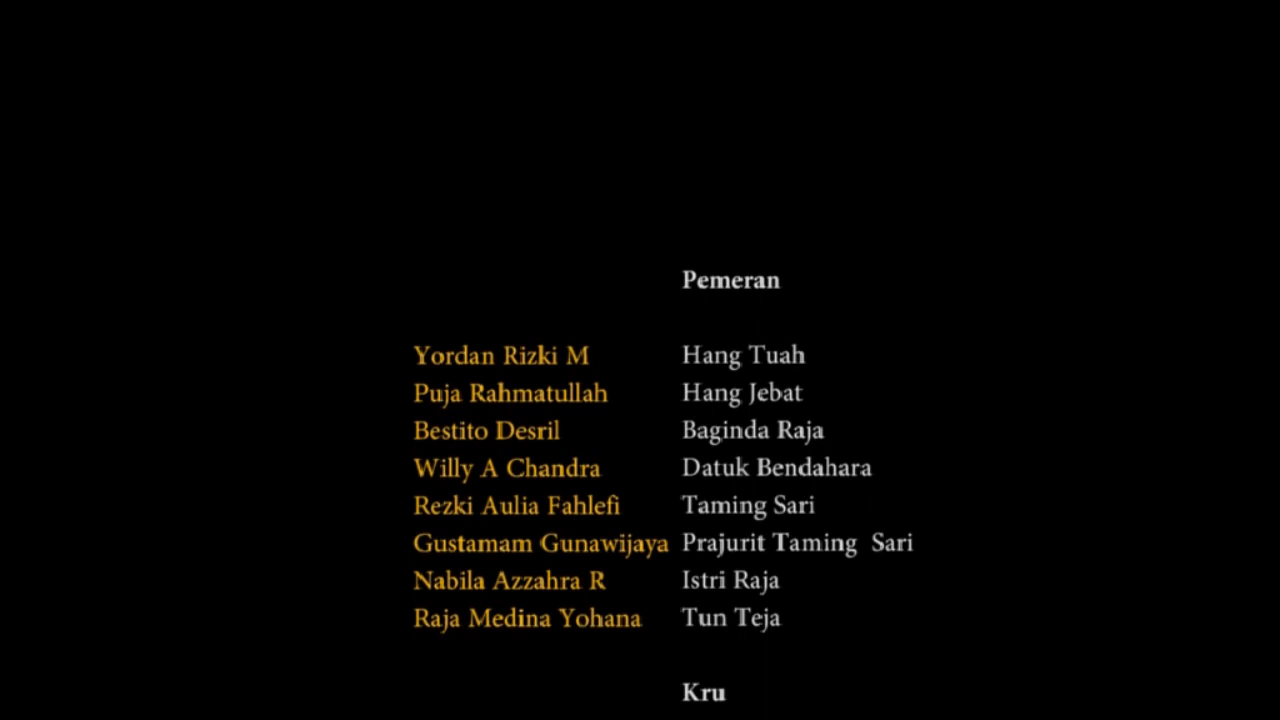 Pemeran
Yordan Rizki M Hang Tuah
Puja Rahmatullah Hang Jebat
Bestito Desril Baginda Raja
Willy A Chandra Datuk Bendahara
Rezki Aulia Fahlefi Taming Sari
Gustamam Gunawijaya Prajurit Taming Sari
Nabila Azzahra R Istri Raja
Raja Medina Yohana Tun Teja
Kru